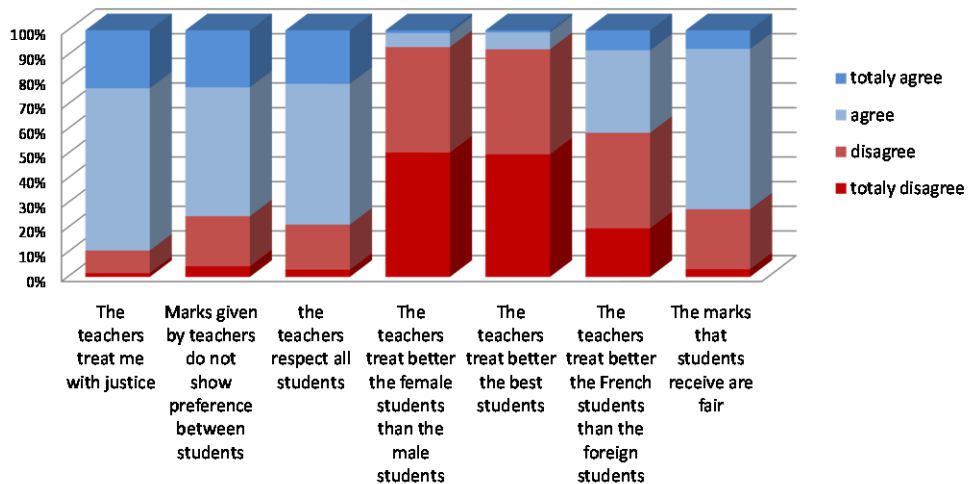 100%
90%
80%
70%
60%
50%
40%
30%
20%
10%
0%
totaly agree
agree
disagree
totaly disagree
The
teachers
treat me
with justice
Marks given
by teachers
do not
show
preference
between
students
the
teachers
respect all
students
The
teachers
treat better
the female
students
than the
male
students
The
teachers
treat better
the best
students
The
teachers
treat better
the French
students
than the
foreign
students
The marks
that
students
receive are
fair